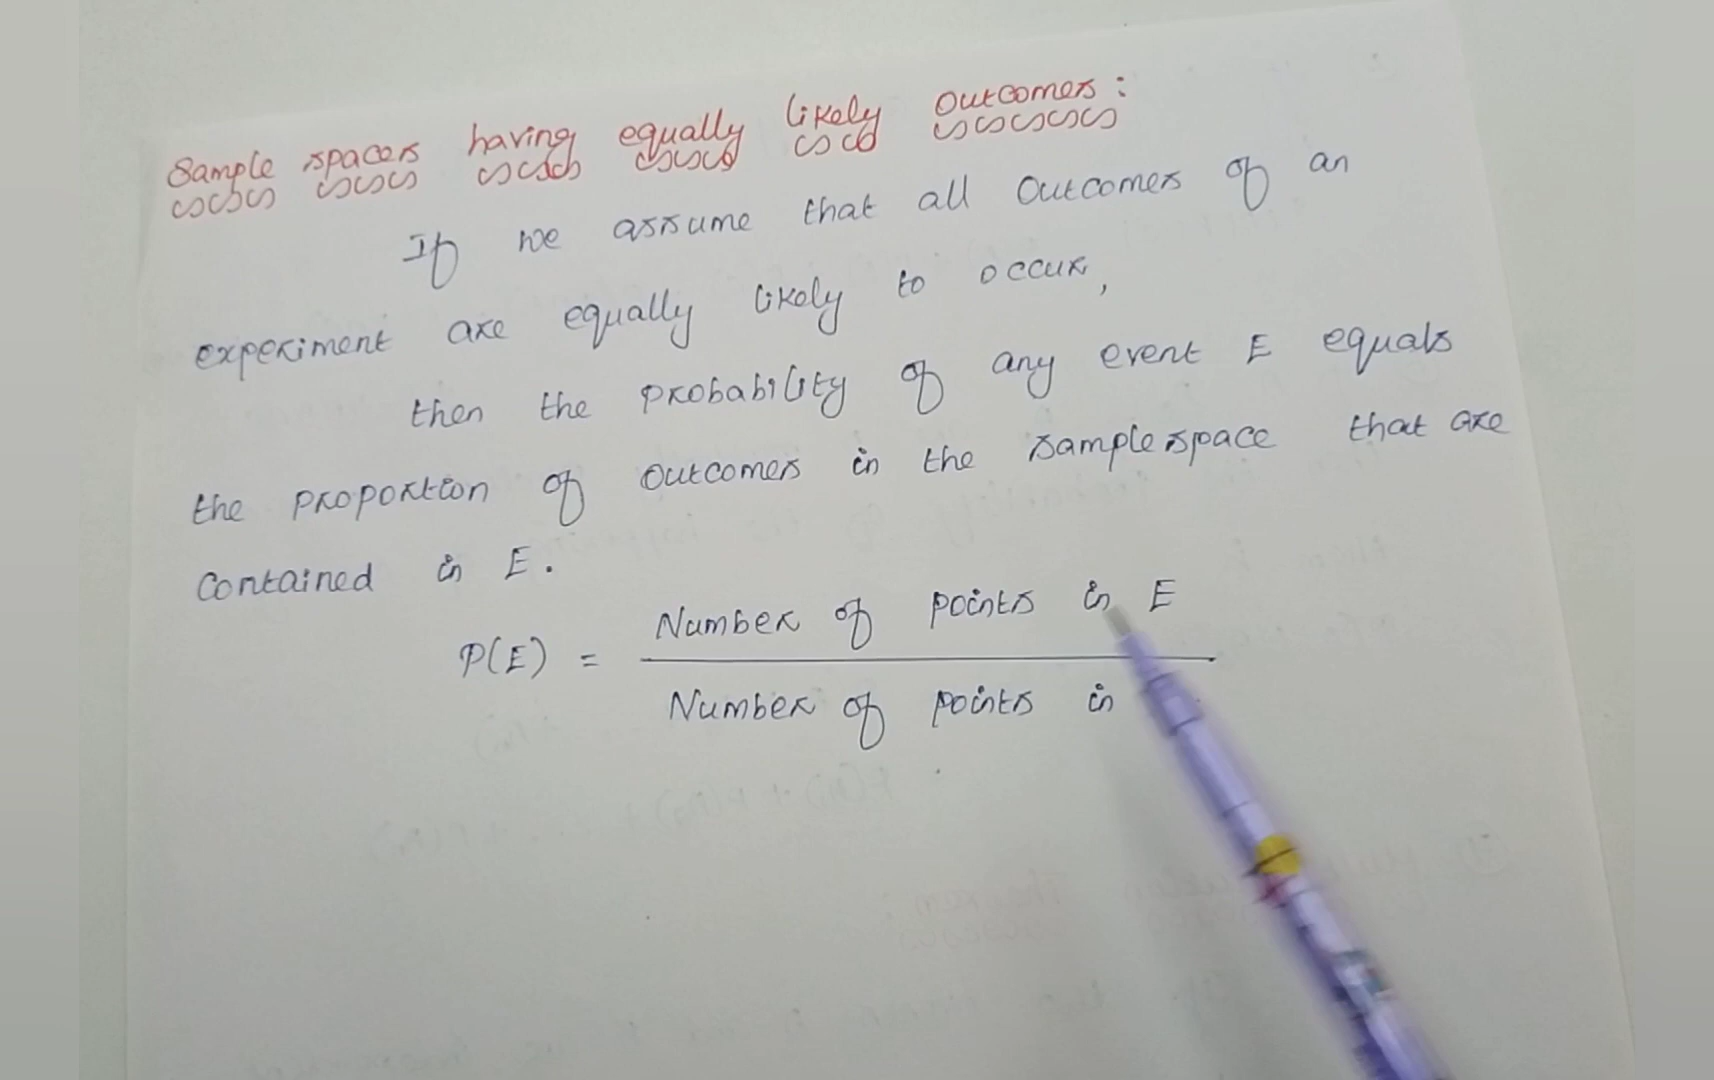 Sample spaces having equally likely outcomes:
If we assume that all outcomes of an
experiment are equally likely to occur,
then the probability of any event E equals
the proportion of outcomes in the sample space that are
contained in E.
P(E) = Number of points in E
Number of points in